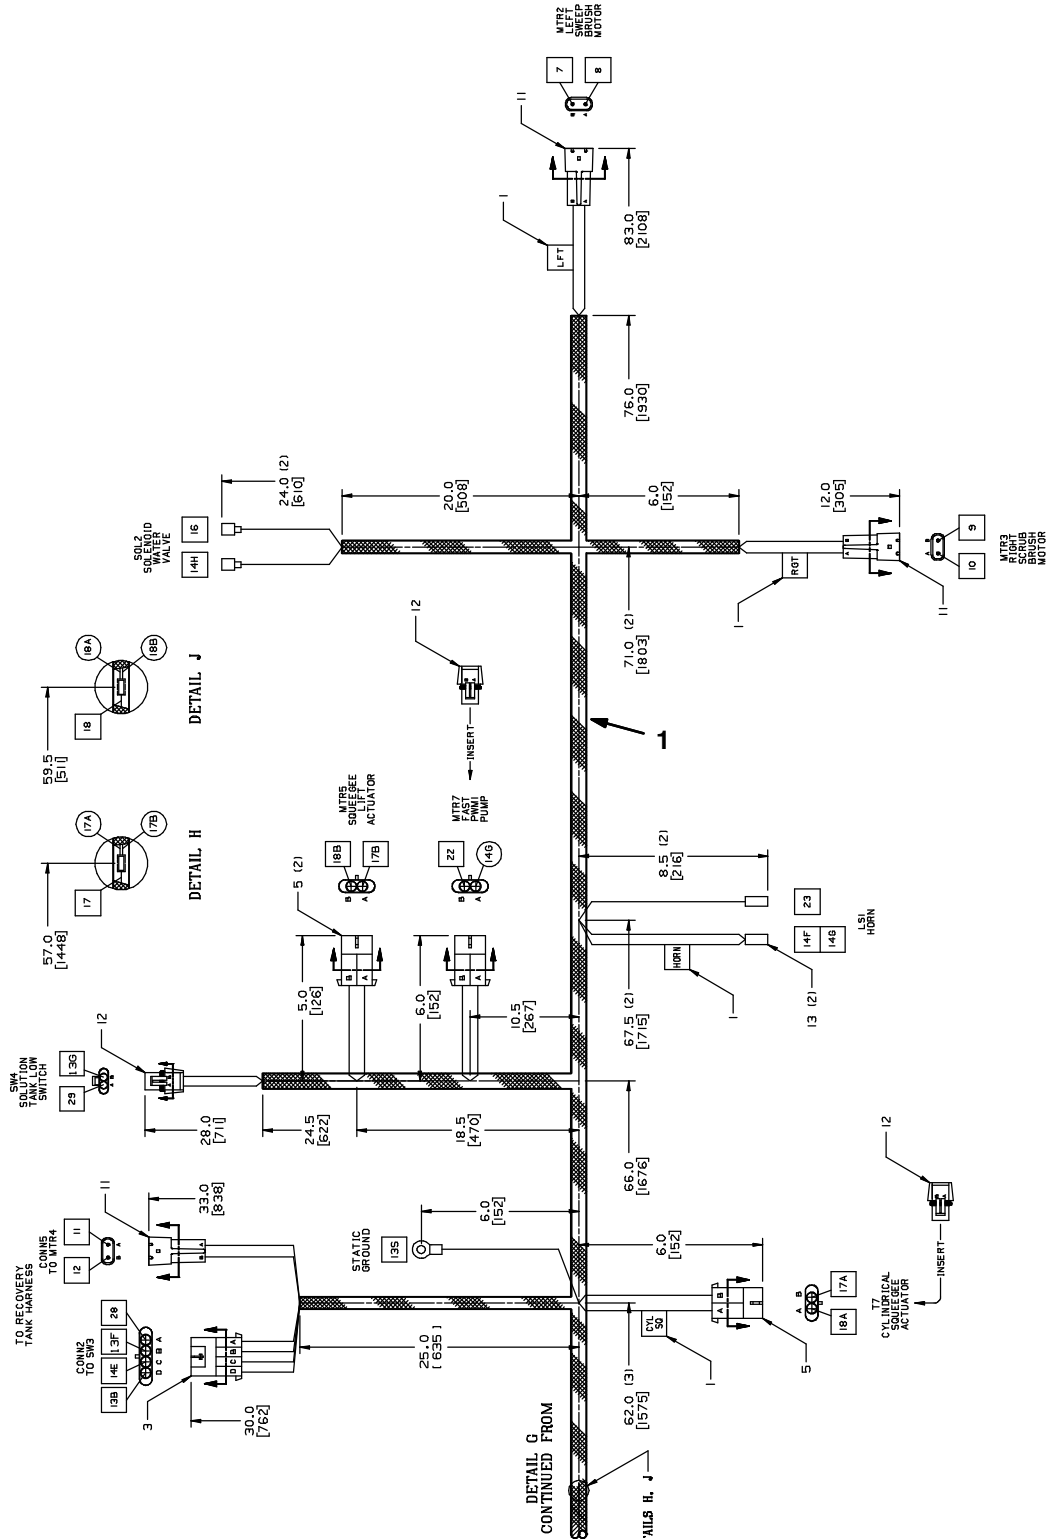 MTR2
LEFT
SWEEP
BRUSH
MOTOR
7
8
B
A
11
1
LFT
B
A
83.0
[2108]
76.0
[1930]
24.0 (2)
[610]
SOL2
SOLENOID
WATER
VALVE
16
14H
20.0
[508]
6.0
[152]
12.0
[305]
71.0 (2)
[1803]
RGT
1
A
B
11
9
10
A
B
MTR3
RIGHT
SCRUB
BRUSH
MOTOR
59.5
[511]
18
18A
18B
DETAIL J
57.0
[1448]
17
17A
17B
DETAIL H
12
INSERT
1
MTR5
SQUEEGEE
LIFT
ACTUATOR
18B
17B
B
A
MTR7
FAST
PWM1
PUMP
22
14G
B
A
5 (2)
5.0
[126]
B
A
6.0
[152]
B
A
10.5
[267]
8.5 (2)
[216]
23
14F
14G
LS1
HORN
HORN
1
13 (2)
67.5 (2)
[1715]
SW4
SOLUTION
TANK LOW
SWITCH
29
13G
A
B
12
28.0
[711]
24.5
[622]
18.5
[470]
66.0
[1676]
TO RECOVERY
TANK HARNESS
CONN5
TO MTR4
11
12
A
B
11
33.0
[838]
CONN2
TO SW3
28
13F
14E
13B
D
C
B
A
3
D
C
B
A
30.0
[762]
25.0
[635]
STATIC
GROUND
13S
6.0
[152]
6.0
[152]
CYL
SQ
1
A
B
5
A
B
17A
18A
T7
CYLINDRICAL
SQUEEGEE
ACTUATOR
INSERT
12
62.0 (3)
[1575]
DETAIL G
CONTINUED FROM
TAILS H, J